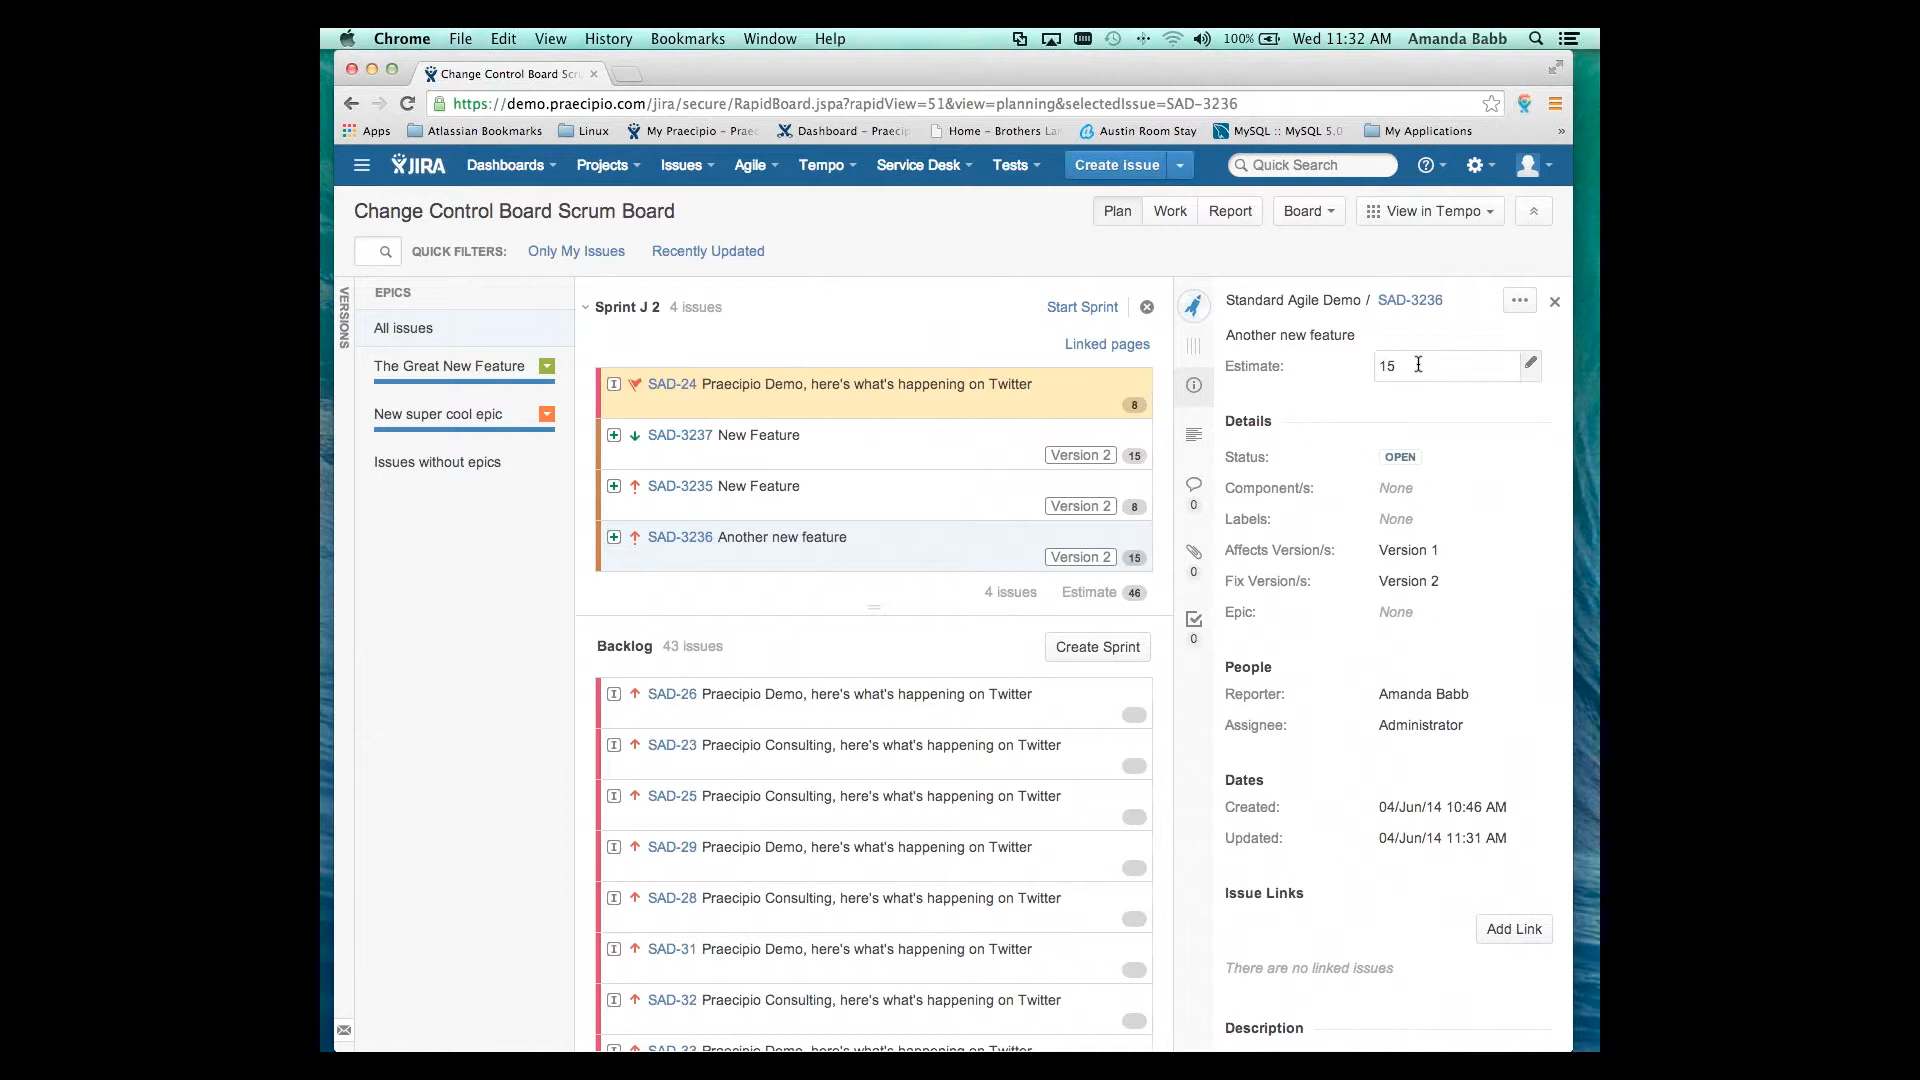 Chrome File Edit View History Bookmarks Window Help 100% Wed 11:32 AM Amanda Babb
Change Control Board Scr
https://demo.praecipio.com/jira/secure/RapidBoard.jspa?rapidView=51&view=planning&selectedIssue=SAD-3236
Apps Atlassian Bookmarks Linux My Praecipio – Prae Dashboard – Praecip Home – Brothers La Austin Room Stay MySQL :: MySQL 5.0 My Applications »
JIRA Dashboards Projects Issues Agile Tempo Service Desk Tests Create issue Quick Search
Change Control Board Scrum Board Plan Work Report Board View in Tempo
QUICK FILTERS: Only My Issues Recently Updated
VERSIONS
EPICS
All issues
The Great New Feature
New super cool epic
Issues without epics
Sprint J 2 4 issues Start Sprint
Linked pages
SAD-24 Praecipio Demo, here's what's happening on Twitter
8
SAD-3237 New Feature
Version 2 15
SAD-3235 New Feature
Version 2 8
SAD-3236 Another new feature
Version 2 15
4 issues Estimate 46
Backlog 43 issues Create Sprint
SAD-26 Praecipio Demo, here's what's happening on Twitter
SAD-23 Praecipio Consulting, here's what's happening on Twitter
SAD-25 Praecipio Consulting, here's what's happening on Twitter
SAD-29 Praecipio Demo, here's what's happening on Twitter
SAD-28 Praecipio Consulting, here's what's happening on Twitter
SAD-31 Praecipio Demo, here's what's happening on Twitter
SAD-32 Praecipio Consulting, here's what's happening on Twitter
SAD-33 Praecipio Demo, here's what's happening on Twitter
0
0
0
Standard Agile Demo / SAD-3236
Another new feature
Estimate: 15
Details
Status: OPEN
Component/s: None
Labels: None
Affects Version/s: Version 1
Fix Version/s: Version 2
Epic: None
People
Reporter: Amanda Babb
Assignee: Administrator
Dates
Created: 04/Jun/14 10:46 AM
Updated: 04/Jun/14 11:31 AM
Issue Links
Add Link
There are no linked issues
Description